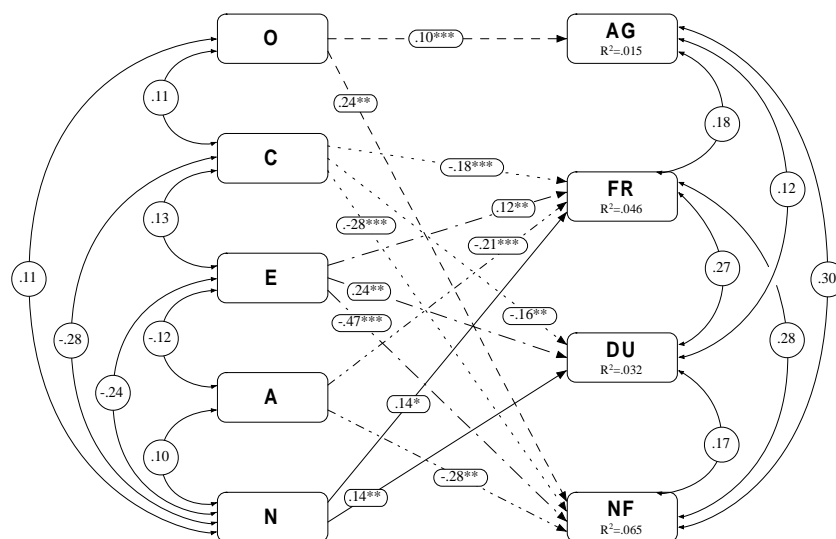 O
AG
R²=.015
.10***
.11
.24**
.18
C
-.18***
FR
R²=.046
.12
.13
.12**
.-28***
-.21***
E
.11
.24**
.27
.30
-.47***
-.16**
-.12
-.28
DU
R²=.032
.28
-.24
A
.14*
.10
.17
-.28**
.14**
N
NF
R²=.065